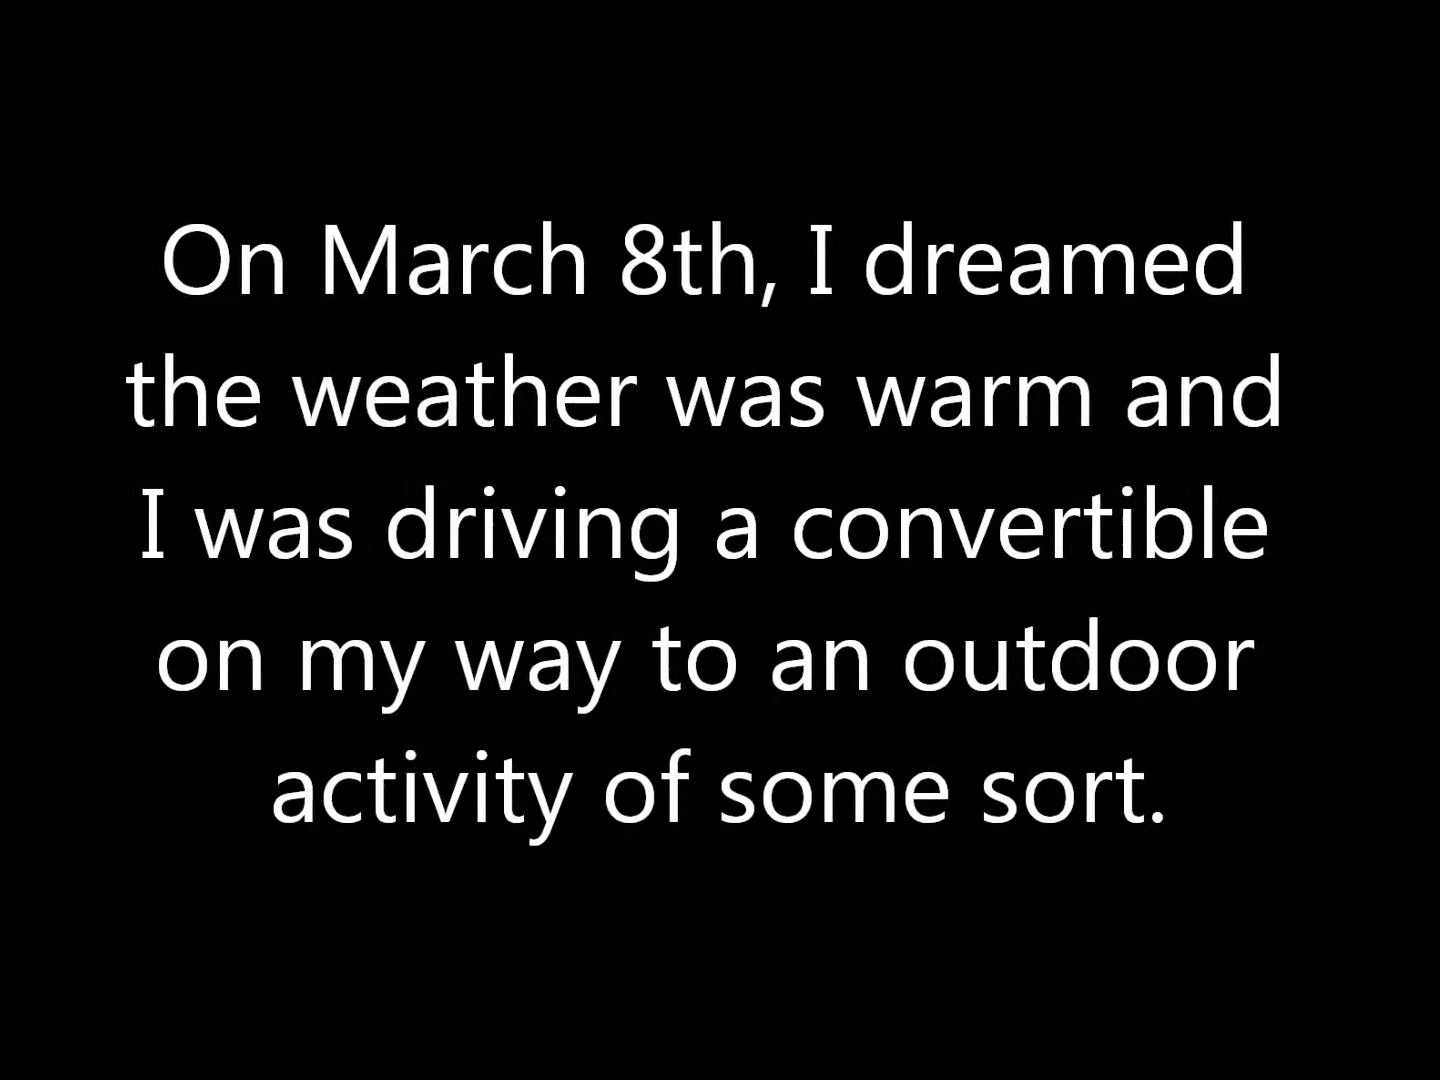 On March 8th, I dreamed
the weather was warm and
I was driving a convertible
on my way to an outdoor
activity of some sort.